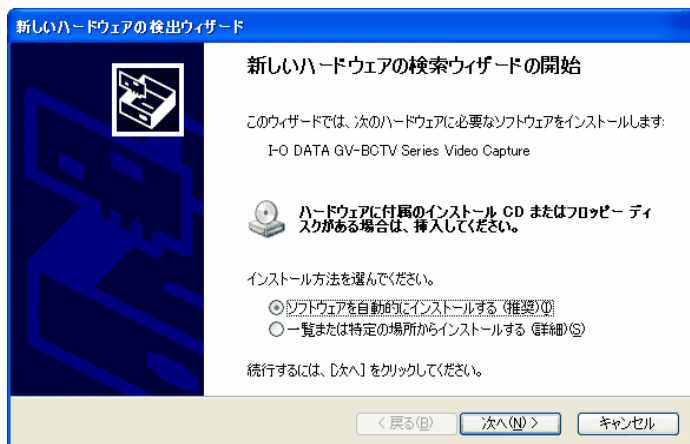 新しいハードウェアの検出ウィザード
新しいハードウェアの検索ウィザードの開始
このウィザードでは、次のハードウェアに必要なソフトウェアをインストールします:
I-O DATA GV-BCTV Series Video Capture
ハードウェアに付属のインストール CD またはフロッピー ディ
スクがある場合は、挿入してください。
インストール方法を選んでください。
ソフトウェアを自動的にインストールする (推奨)(I)
一覧または特定の場所からインストールする (詳細)(S)
続行するには、[次へ] をクリックしてください。
< 戻る(B) 次へ(N) > キャンセル